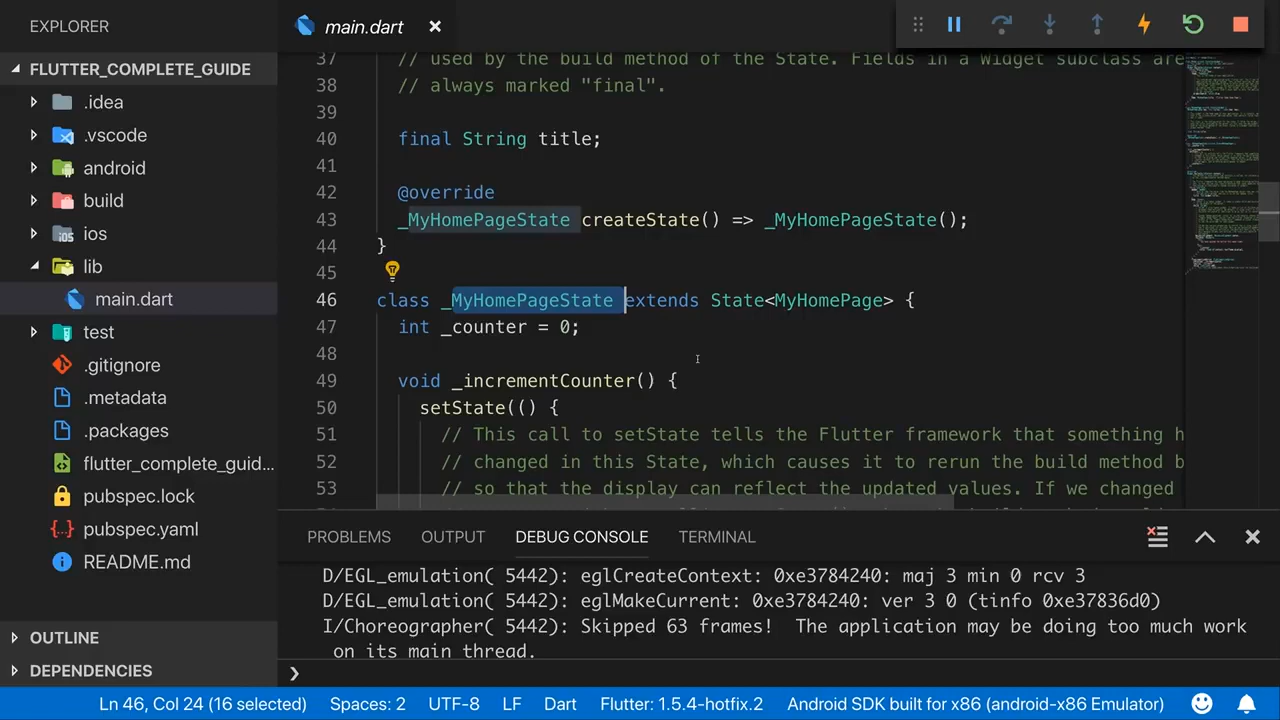 EXPLORER
FLUTTER_COMPLETE_GUIDE
.idea
.vscode
android
build
ios
lib
main.dart
test
.gitignore
.metadata
.packages
flutter_complete_guid...
pubspec.lock
pubspec.yaml
README.md
OUTLINE
DEPENDENCIES
main.dart
37 // used by the build method of the State. Fields in a Widget subclass are
38 // always marked "final".
39
40 final String title;
41
42 @override
43 _MyHomePageState createState() => _MyHomePageState();
44 }
45
46 class _MyHomePageState extends State<MyHomePage> {
47 int _counter = 0;
48
49 void _incrementCounter() {
50 setState(() {
51 // This call to setState tells the Flutter framework that something h
52 // changed in this State, which causes it to rerun the build method b
53 // so that the display can reflect the updated values. If we changed
PROBLEMS OUTPUT DEBUG CONSOLE TERMINAL
D/EGL_emulation( 5442): eglCreateContext: 0xe3784240: maj 3 min 0 rcv 3
D/EGL_emulation( 5442): eglMakeCurrent: 0xe3784240: ver 3 0 (tinfo 0xe37836d0)
I/Choreographer( 5442): Skipped 63 frames!  The application may be doing too much work
on its main thread.
Ln 46, Col 24 (16 selected) Spaces: 2 UTF-8 LF Dart Flutter: 1.5.4-hotfix.2 Android SDK built for x86 (android-x86 Emulator)